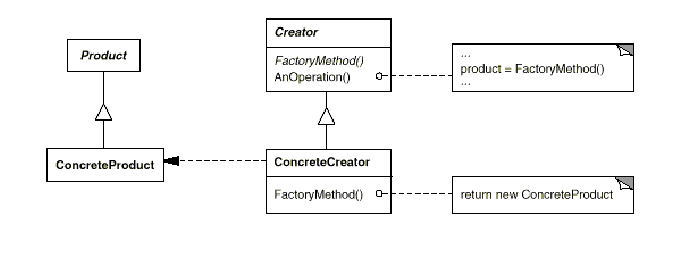 Creator
FactoryMethod()
AnOperation()
...
product = FactoryMethod()
...
Product
ConcreteProduct
ConcreteCreator
FactoryMethod()
return new ConcreteProduct